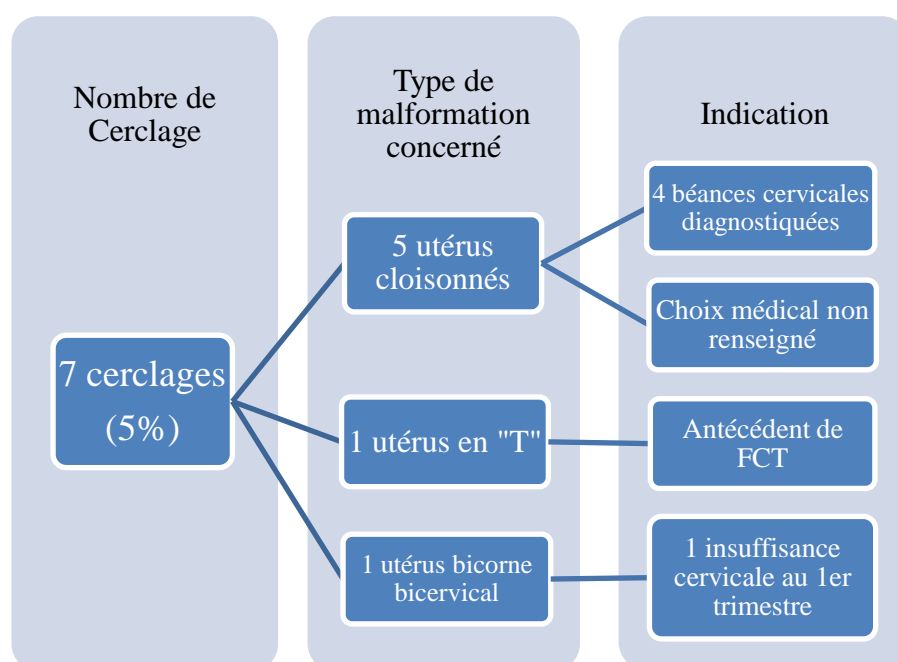 Nombre de
Cerclage
Type de
malformation
concerné
Indication
7 cerclages
(5%)
5 utérus
cloisonnés
1 utérus en "T"
1 utérus bicorne
bicervical
4 béances cervicales
diagnostiquées
Choix médical non
renseigné
Antécédent de
FCT
1 insuffisance
cervicale au 1er
trimestre